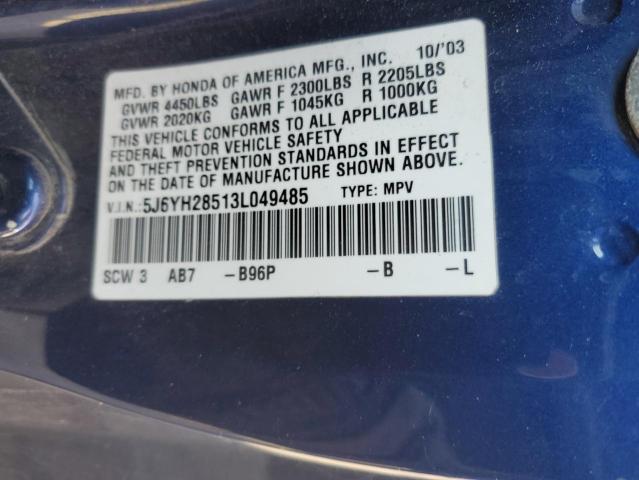 MFD. BY HONDA OF AMERICA MFG., INC. 10/'03
GVWR 4450LBS GAWR F 2300LBS R 2205LBS
GVWR 2020KG GAWR F 1045KG R 1000KG
THIS VEHICLE CONFORMS TO ALL APPLICABLE
FEDERAL MOTOR VEHICLE SAFETY
AND THEFT PREVENTION STANDARDS IN EFFECT
ON THE DATE OF MANUFACTURE SHOWN ABOVE.
V.I.N.:5J6YH28513L049485 TYPE: MPV
SCW 3 AB7 –B96P –B –L